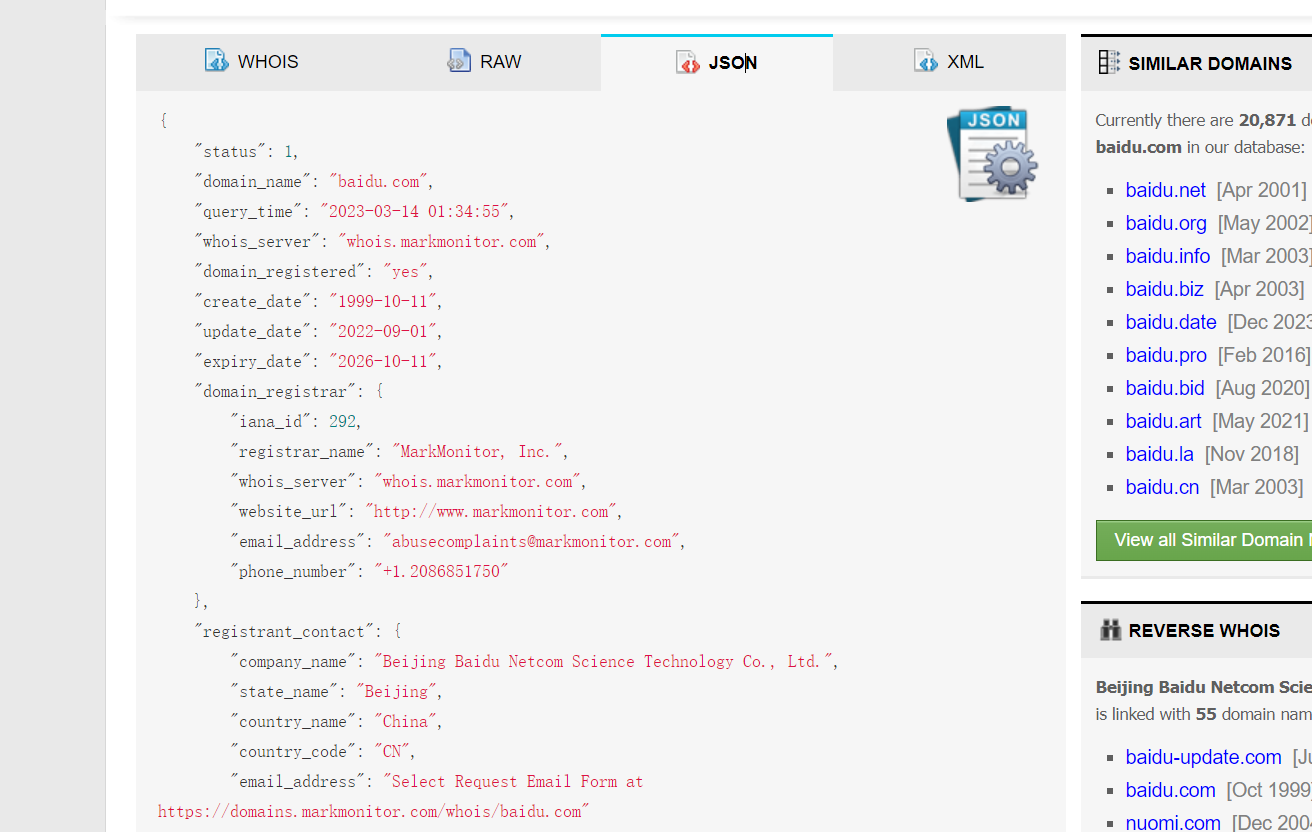 WHOIS
RAW
JSON
XML
{
"status": 1,
"domain_name": "baidu.com",
"query_time": "2023-03-14 01:34:55",
"whois_server": "whois.markmonitor.com",
"domain_registered": "yes",
"create_date": "1999-10-11",
"update_date": "2022-09-01",
"expiry_date": "2026-10-11",
"domain_registrar": {
"iana_id": 292,
"registrar_name": "MarkMonitor, Inc.",
"whois_server": "whois.markmonitor.com",
"website_url": "http://www.markmonitor.com",
"email_address": "abusecomplaints@markmonitor.com",
"phone_number": "+1.2086851750"
},
"registrant_contact": {
"company_name": "Beijing Baidu Netcom Science Technology Co., Ltd.",
"state_name": "Beijing",
"country_name": "China",
"country_code": "CN",
"email_address": "Select Request Email Form at
https://domains.markmonitor.com/whois/baidu.com"
JSON
SIMILAR DOMAINS
Currently there are 20,871
baidu.com in our database:
baidu.net [Apr 2001]
baidu.org [May 2002]
baidu.info [Mar 2003]
baidu.biz [Apr 2003]
baidu.date [Dec 2023
baidu.pro [Feb 2016]
baidu.bid [Aug 2020]
baidu.art [May 2021]
baidu.la [Nov 2018]
baidu.cn [Mar 2003]
View all Similar Domain
REVERSE WHOIS
Beijing Baidu Netcom Scie
is linked with 55 domain nam
baidu-update.com
baidu.com [Oct 1999]
nuomi.com [Dec 200